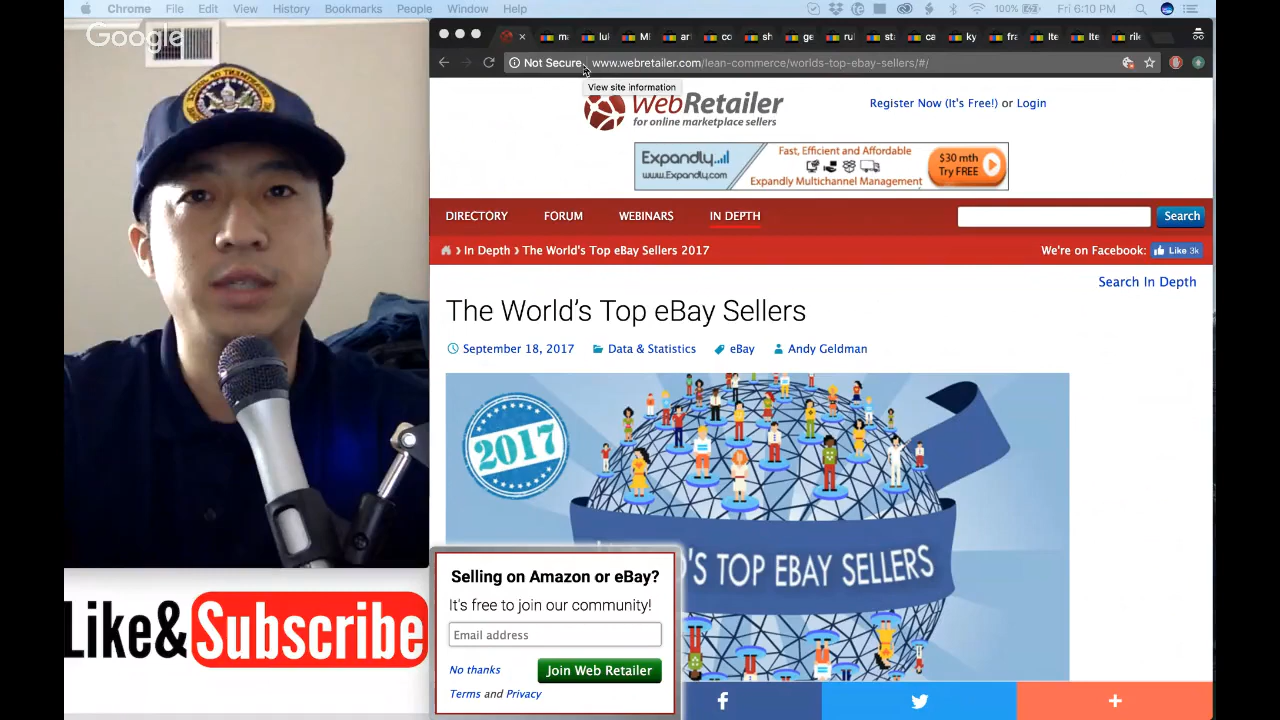 Chrome File Edit View History Bookmarks People Window Help 100% Fri 6:10 PM
Google
Not Secure www.webretailer.com/lean-commerce/worlds-top-ebay-sellers/#/
View site information
webRetailer
for online marketplace sellers
Register Now (It's Free!) or Login
Expandly
www.Expandly.com
Fast, Efficient and Affordable
Expandly Multichannel Management
$30 mth
Try FREE
DIRECTORY FORUM WEBINARS IN DEPTH Search
In Depth The World's Top eBay Sellers 2017 We're on Facebook: Like 3k
Search In Depth
The World's Top eBay Sellers
September 18, 2017 Data & Statistics eBay Andy Geldman
2017
'S TOP EBAY SELLERS
Selling on Amazon or eBay?
It's free to join our community!
Email address
No thanks Join Web Retailer
Terms and Privacy
Like& Subscribe